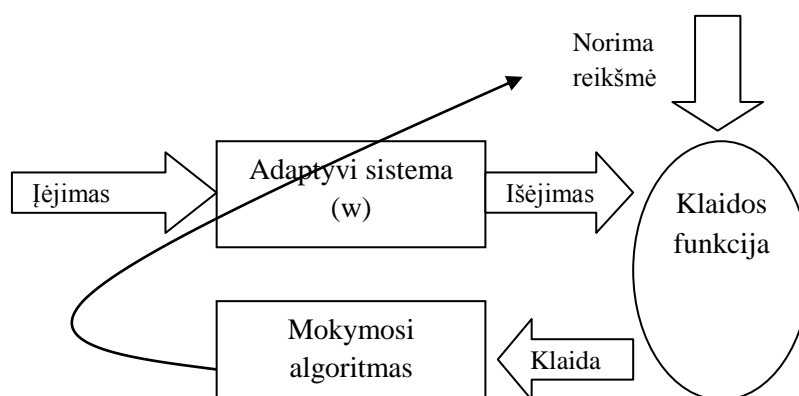 Norima
reikšmė
Įėjimas
Adaptyvi sistema
(w)
Išėjimas
Klaidos
funkcija
Mokymosi
algoritmas
Klaida